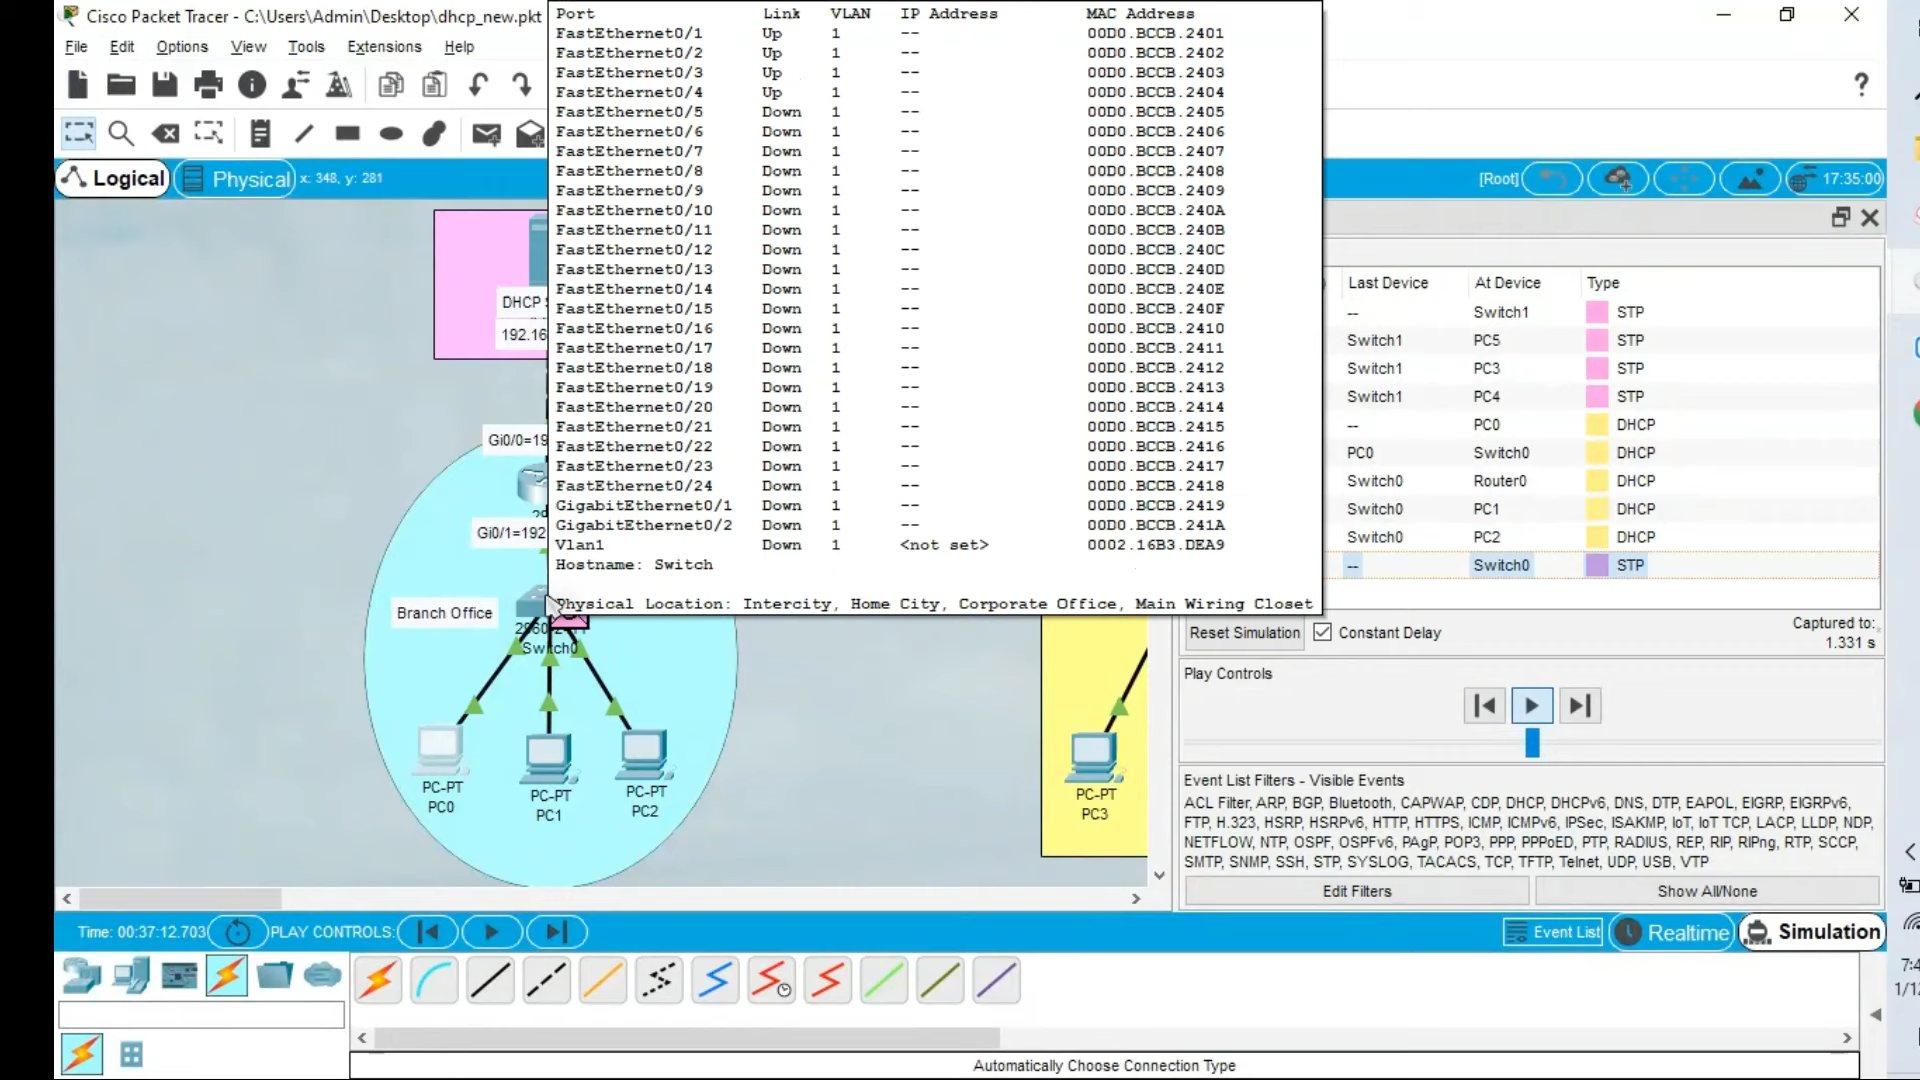 Cisco Packet Tracer - C:\Users\Admin\Desktop\dhcp_new.pkt
File Edit Options View Tools Extensions Help
Logical Physical x: 348, y: 281
[Root] 17:35:00
Port Link VLAN IP Address MAC Address
FastEthernet0/1 Up 1 -- 00D0.BCCB.2401
FastEthernet0/2 Up 1 -- 00D0.BCCB.2402
FastEthernet0/3 Up 1 -- 00D0.BCCB.2403
FastEthernet0/4 Up 1 -- 00D0.BCCB.2404
FastEthernet0/5 Down 1 -- 00D0.BCCB.2405
FastEthernet0/6 Down 1 -- 00D0.BCCB.2406
FastEthernet0/7 Down 1 -- 00D0.BCCB.2407
FastEthernet0/8 Down 1 -- 00D0.BCCB.2408
FastEthernet0/9 Down 1 -- 00D0.BCCB.2409
FastEthernet0/10 Down 1 -- 00D0.BCCB.240A
FastEthernet0/11 Down 1 -- 00D0.BCCB.240B
FastEthernet0/12 Down 1 -- 00D0.BCCB.240C
FastEthernet0/13 Down 1 -- 00D0.BCCB.240D
FastEthernet0/14 Down 1 -- 00D0.BCCB.240E
FastEthernet0/15 Down 1 -- 00D0.BCCB.240F
FastEthernet0/16 Down 1 -- 00D0.BCCB.2410
FastEthernet0/17 Down 1 -- 00D0.BCCB.2411
FastEthernet0/18 Down 1 -- 00D0.BCCB.2412
FastEthernet0/19 Down 1 -- 00D0.BCCB.2413
FastEthernet0/20 Down 1 -- 00D0.BCCB.2414
FastEthernet0/21 Down 1 -- 00D0.BCCB.2415
FastEthernet0/22 Down 1 -- 00D0.BCCB.2416
FastEthernet0/23 Down 1 -- 00D0.BCCB.2417
FastEthernet0/24 Down 1 -- 00D0.BCCB.2418
GigabitEthernet0/1 Down 1 -- 00D0.BCCB.2419
GigabitEthernet0/2 Down 1 -- 00D0.BCCB.241A
Vlan1 Down 1 <not set> 0002.16B3.DEA9
Hostname: Switch
Physical Location: Intercity, Home City, Corporate Office, Main Wiring Closet
DHCP
192.16
Gi0/0=19
Gi0/1=192
Branch Office
Switch0
PC-PT
PC0
PC-PT
PC1
PC-PT
PC2
PC-PT
PC3
Last Device At Device Type
-- Switch1 STP
Switch1 PC5 STP
Switch1 PC3 STP
Switch1 PC4 STP
-- PC0 DHCP
PC0 Switch0 DHCP
Switch0 Router0 DHCP
Switch0 PC1 DHCP
Switch0 PC2 DHCP
-- Switch0 STP
Reset Simulation Constant Delay
Captured to:
1.331 s
Play Controls
Event List Filters - Visible Events
ACL Filter, ARP, BGP, Bluetooth, CAPWAP, CDP, DHCP, DHCPv6, DNS, DTP, EAPOL, EIGRP, EIGRPv6,
FTP, H.323, HSRP, HSRPv6, HTTP, HTTPS, ICMP, ICMPv6, IPSec, ISAKMP, IoT, IoT TCP, LACP, LLDP, NDP,
NETFLOW, NTP, OSPF, OSPFv6, PAgP, POP3, PPP, PPPoED, PTP, RADIUS, REP, RIP, RIPng, RTP, SCCP,
SMTP, SNMP, SSH, STP, SYSLOG, TACACS, TCP, TFTP, Telnet, UDP, USB, VTP
Edit Filters Show All/None
Time: 00:37:12.703 PLAY CONTROLS:
Event List Realtime Simulation
Automatically Choose Connection Type
7:4
1/12